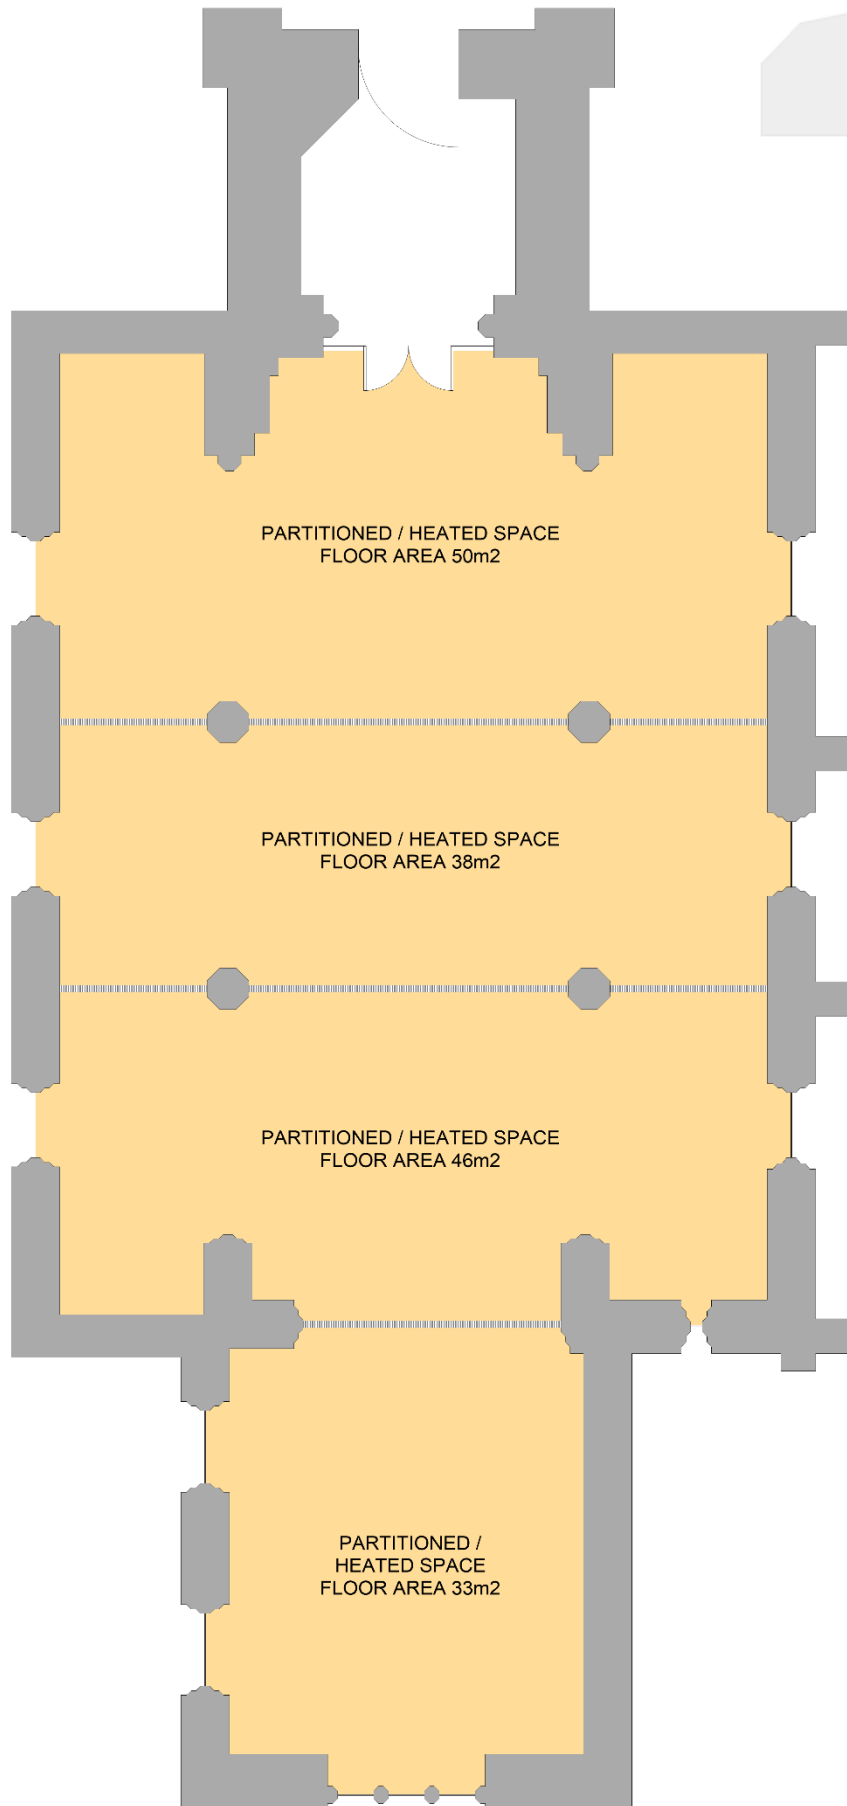 PARTITIONED / HEATED SPACE
FLOOR AREA 50m2
PARTITIONED / HEATED SPACE
FLOOR AREA 38m2
PARTITIONED / HEATED SPACE
FLOOR AREA 46m2
PARTITIONED /
HEATED SPACE
FLOOR AREA 33m2